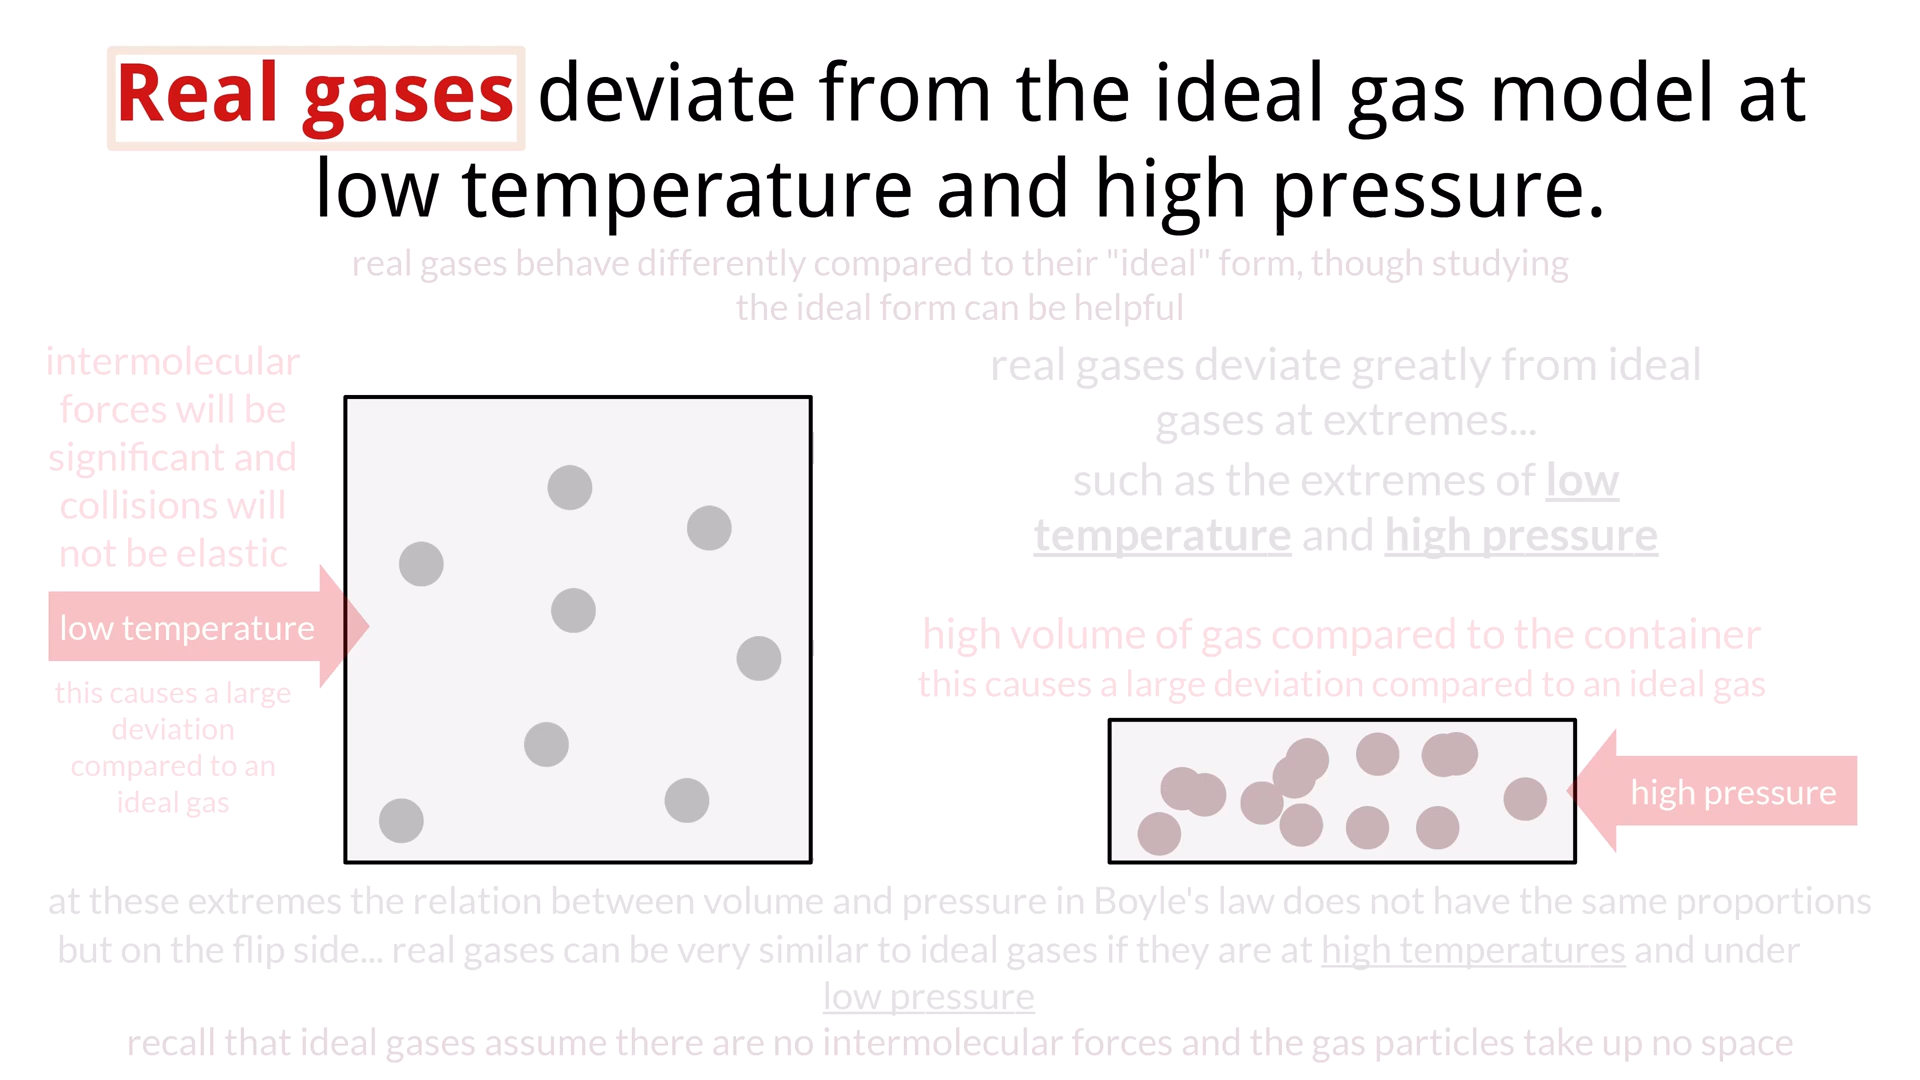 Real gases deviate from the ideal gas model at
low temperature and high pressure.
real gases behave differently compared to their "ideal" form, though studying
the ideal form can be helpful
intermolecular
forces will be
significant and
collisions will
not be elastic
low temperature
this causes a large
deviation
compared to an
ideal gas
real gases deviate greatly from ideal
gases at extremes...
such as the extremes of low
temperature and high pressure
high volume of gas compared to the container
this causes a large deviation compared to an ideal gas
high pressure
at these extremes the relation between volume and pressure in Boyle's law does not have the same proportions
but on the flip side... real gases can be very similar to ideal gases if they are at high temperatures and under
low pressure
recall that ideal gases assume there are no intermolecular forces and the gas particles take up no space